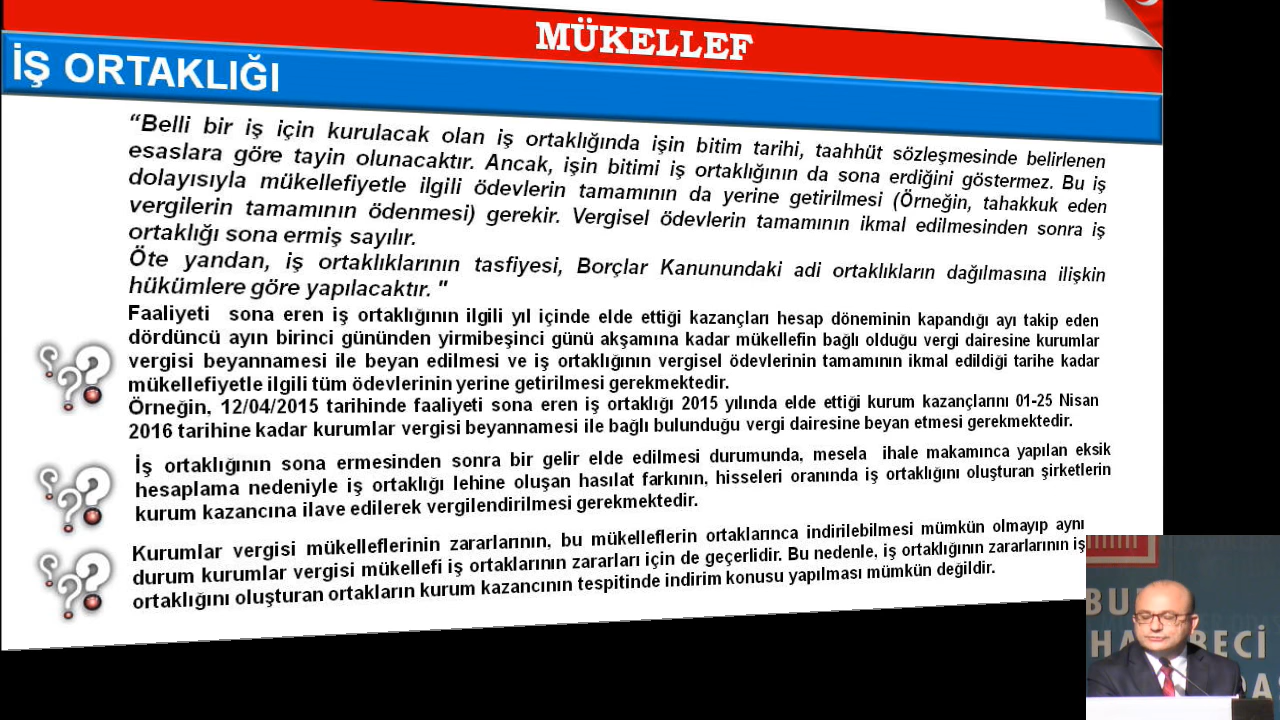 MÜKELLEF
İŞ ORTAKLIĞI
“Belli bir iş için kurulacak olan iş ortaklığında işin bitim tarihi, taahhüt sözleşmesinde belirlenen
esaslara göre tayin olunacaktır. Ancak, işin bitimi iş ortaklığının da sona erdiğini göstermez. Bu iş
dolayısıyla mükellefiyetle ilgili ödevlerin tamamının da yerine getirilmesi (Örneğin, tahakkuk eden
vergilerin tamamının ödenmesi) gerekir. Vergisel ödevlerin tamamının ikmal edilmesinden sonra iş
ortaklığı sona ermiş sayılır.
Öte yandan, iş ortaklıklarının tasfiyesi, Borçlar Kanunundaki adi ortaklıkların dağılmasına ilişkin
hükümlere göre yapılacaktır. "
Faaliyeti sona eren iş ortaklığının ilgili yıl içinde elde ettiği kazançları hesap döneminin kapandığı ayı takip eden
dördüncü ayın birinci gününden yirmibeşinci günü akşamına kadar mükellefin bağlı olduğu vergi dairesine kurumlar
vergisi beyannamesi ile beyan edilmesi ve iş ortaklığının vergisel ödevlerinin tamamının ikmal edildiği tarihe kadar
mükellefiyetle ilgili tüm ödevlerinin yerine getirilmesi gerekmektedir.
Örneğin, 12/04/2015 tarihinde faaliyeti sona eren iş ortaklığı 2015 yılında elde ettiği kurum kazançlarını 01-25 Nisan
2016 tarihine kadar kurumlar vergisi beyannamesi ile bağlı bulunduğu vergi dairesine beyan etmesi gerekmektedir.
İş ortaklığının sona ermesinden sonra bir gelir elde edilmesi durumunda, mesela ihale makamınca yapılan eksik
hesaplama nedeniyle iş ortaklığı lehine oluşan hasılat farkının, hisseleri oranında iş ortaklığını oluşturan şirketlerin
kurum kazancına ilave edilerek vergilendirilmesi gerekmektedir.
Kurumlar vergisi mükelleflerinin zararlarının, bu mükelleflerin ortaklarınca indirilebilmesi mümkün olmayıp aynı
durum kurumlar vergisi mükellefi iş ortaklarının zararları için de geçerlidir. Bu nedenle, iş ortaklığının zararlarının iş
ortaklığını oluşturan ortakların kurum kazancının tespitinde indirim konusu yapılması mümkün değildir.